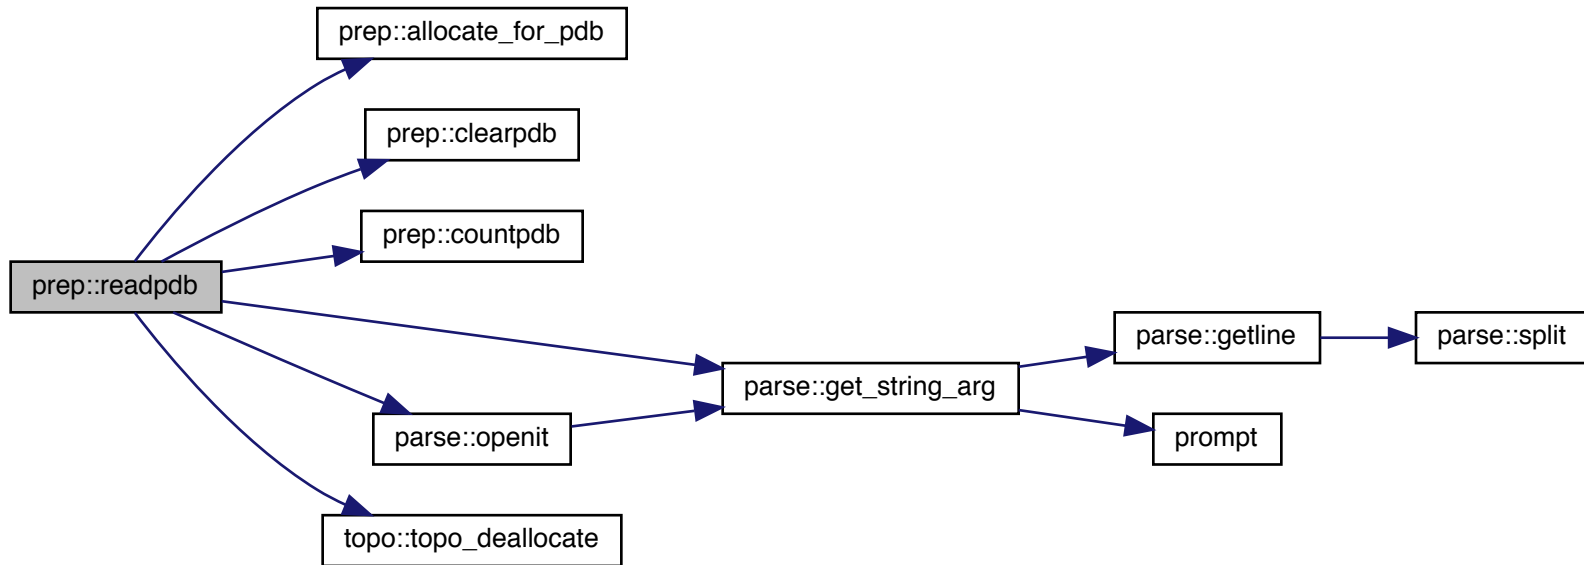 prep::allocate_for_pdb
prep::clearpdb
prep::countpdb
prep::readpdb
parse::getline
parse::split
parse::get_string_arg
parse::openit
prompt
topo::topo_deallocate